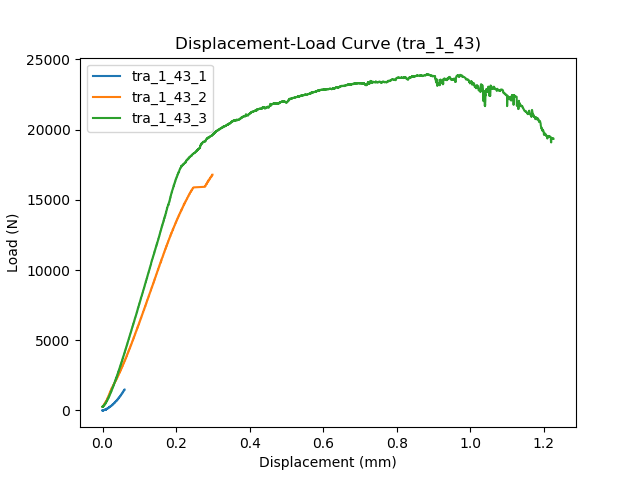 Displacement-Load Curve (tra_1_43)
25000
20000
15000
10000
5000
0
Load (N)
tra_1_43_1
tra_1_43_2
tra_1_43_3
0.0 0.2 0.4 0.6 0.8 1.0 1.2
Displacement (mm)